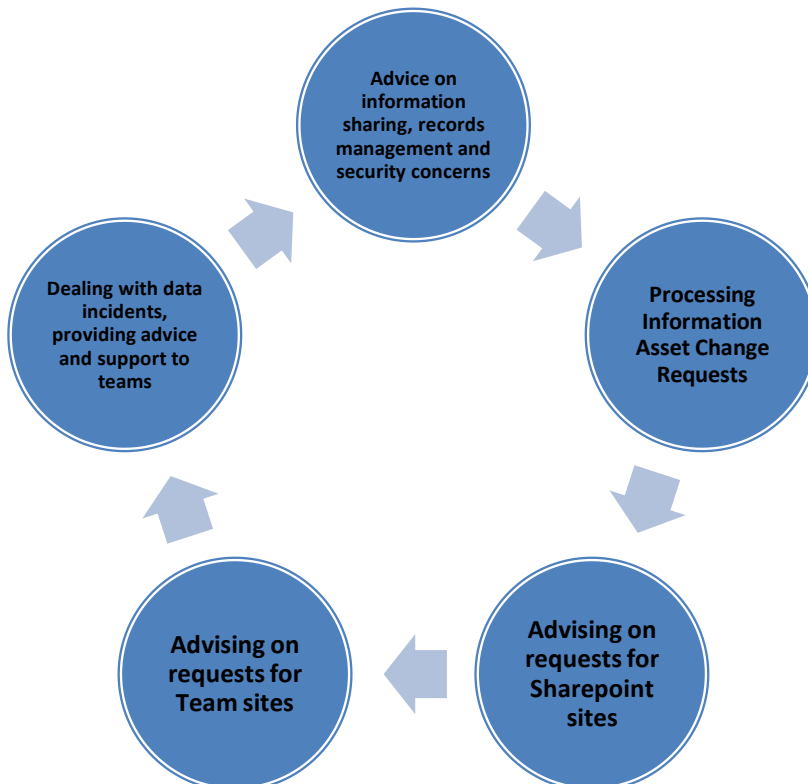 Advice on
information
sharing, records
management and
security concerns
Processing
Information
Asset Change
Requests
Advising on
requests for
Sharepoint
sites
Advising on
requests for
Team sites
Dealing with data
incidents,
providing advice
and support to
teams